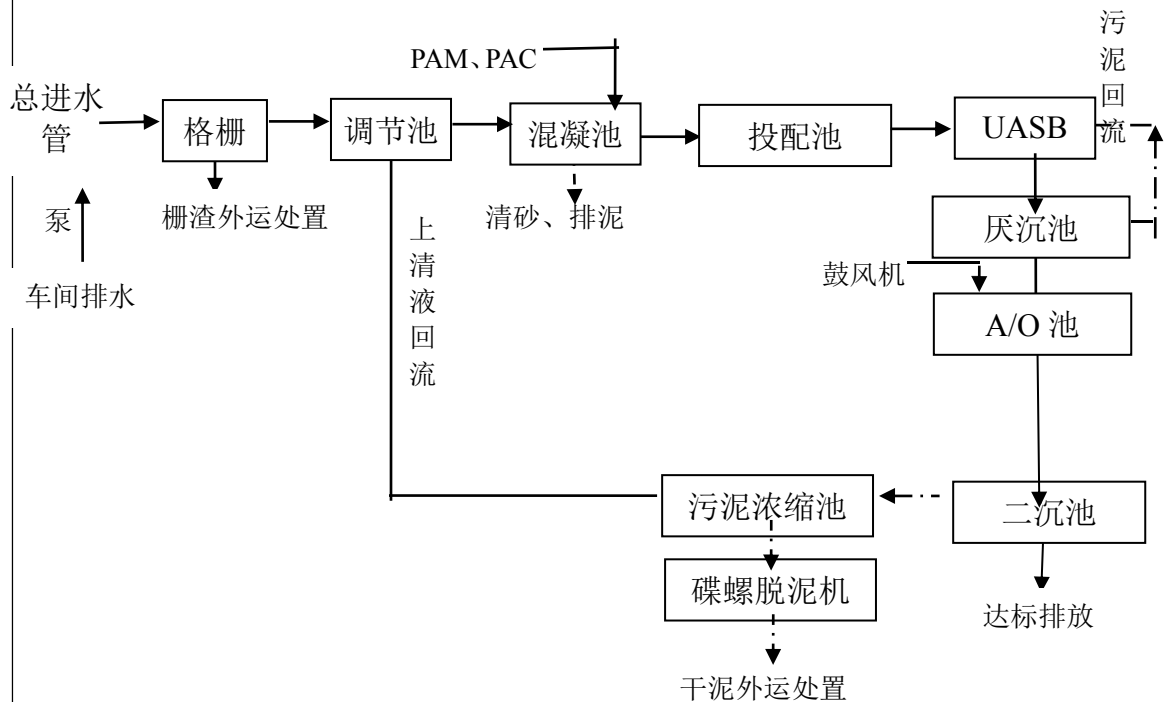 PAM、PAC
污泥回流
总进水管
格栅
调节池
混凝池
投配池
UASB
泵
栅渣外运处置
清砂、排泥
厌沉池
上清液回流
鼓风机
车间排水
A/O 池
污泥浓缩池
二沉池
碟螺脱泥机
达标排放
干泥外运处置